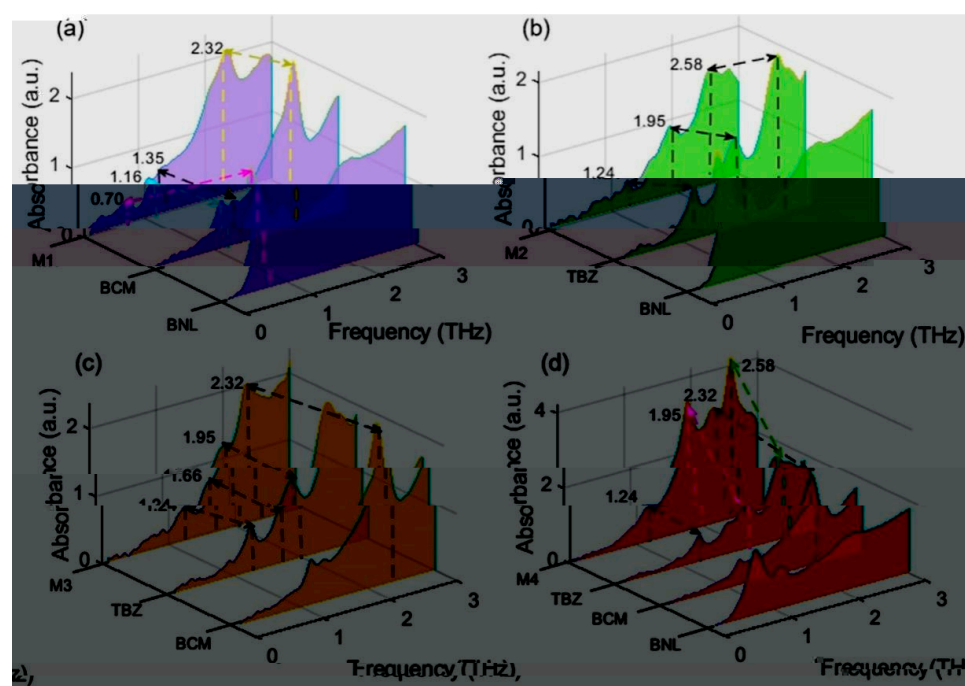 (a)
2.32
2
1.35
1.16
1
0.70
0
M1
BCM
BNL
0
1
2
3
Frequency (THz)
Absorbance (a.u.)
(b)
2.58
2
1.95
1
1.24
0
M2
TBZ
BNL
0
1
2
3
Frequency (THz)
Absorbance (a.u.)
(c)
2.32
2
1.95
1.66
1
0
M3
TBZ
BCM
0
1
2
3
Absorbance (a.u.)
(d)
2.58
2.32
4
1.95
2
1.24
0
M4
TBZ
BCM
BNL
0
1
2
3
Absorbance (a.u.)